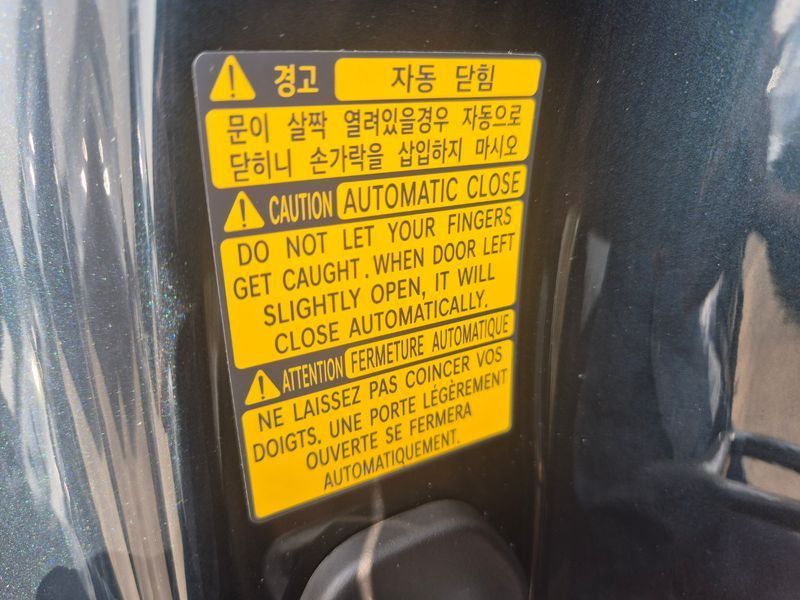 경고 자동 닫힘
문이 살짝 열려있을경우 자동으로
닫히니 손가락을 삽입하지 마시오
CAUTION AUTOMATIC CLOSE
DO NOT LET YOUR FINGERS
GET CAUGHT. WHEN DOOR LEFT
SLIGHTLY OPEN, IT WILL
CLOSE AUTOMATICALLY.
ATTENTION FERMETURE AUTOMATIQUE
NE LAISSEZ PAS COINCER VOS
DOIGTS. UNE PORTE LÉGÈREMENT
OUVERTE SE FERMERA
AUTOMATIQUEMENT.